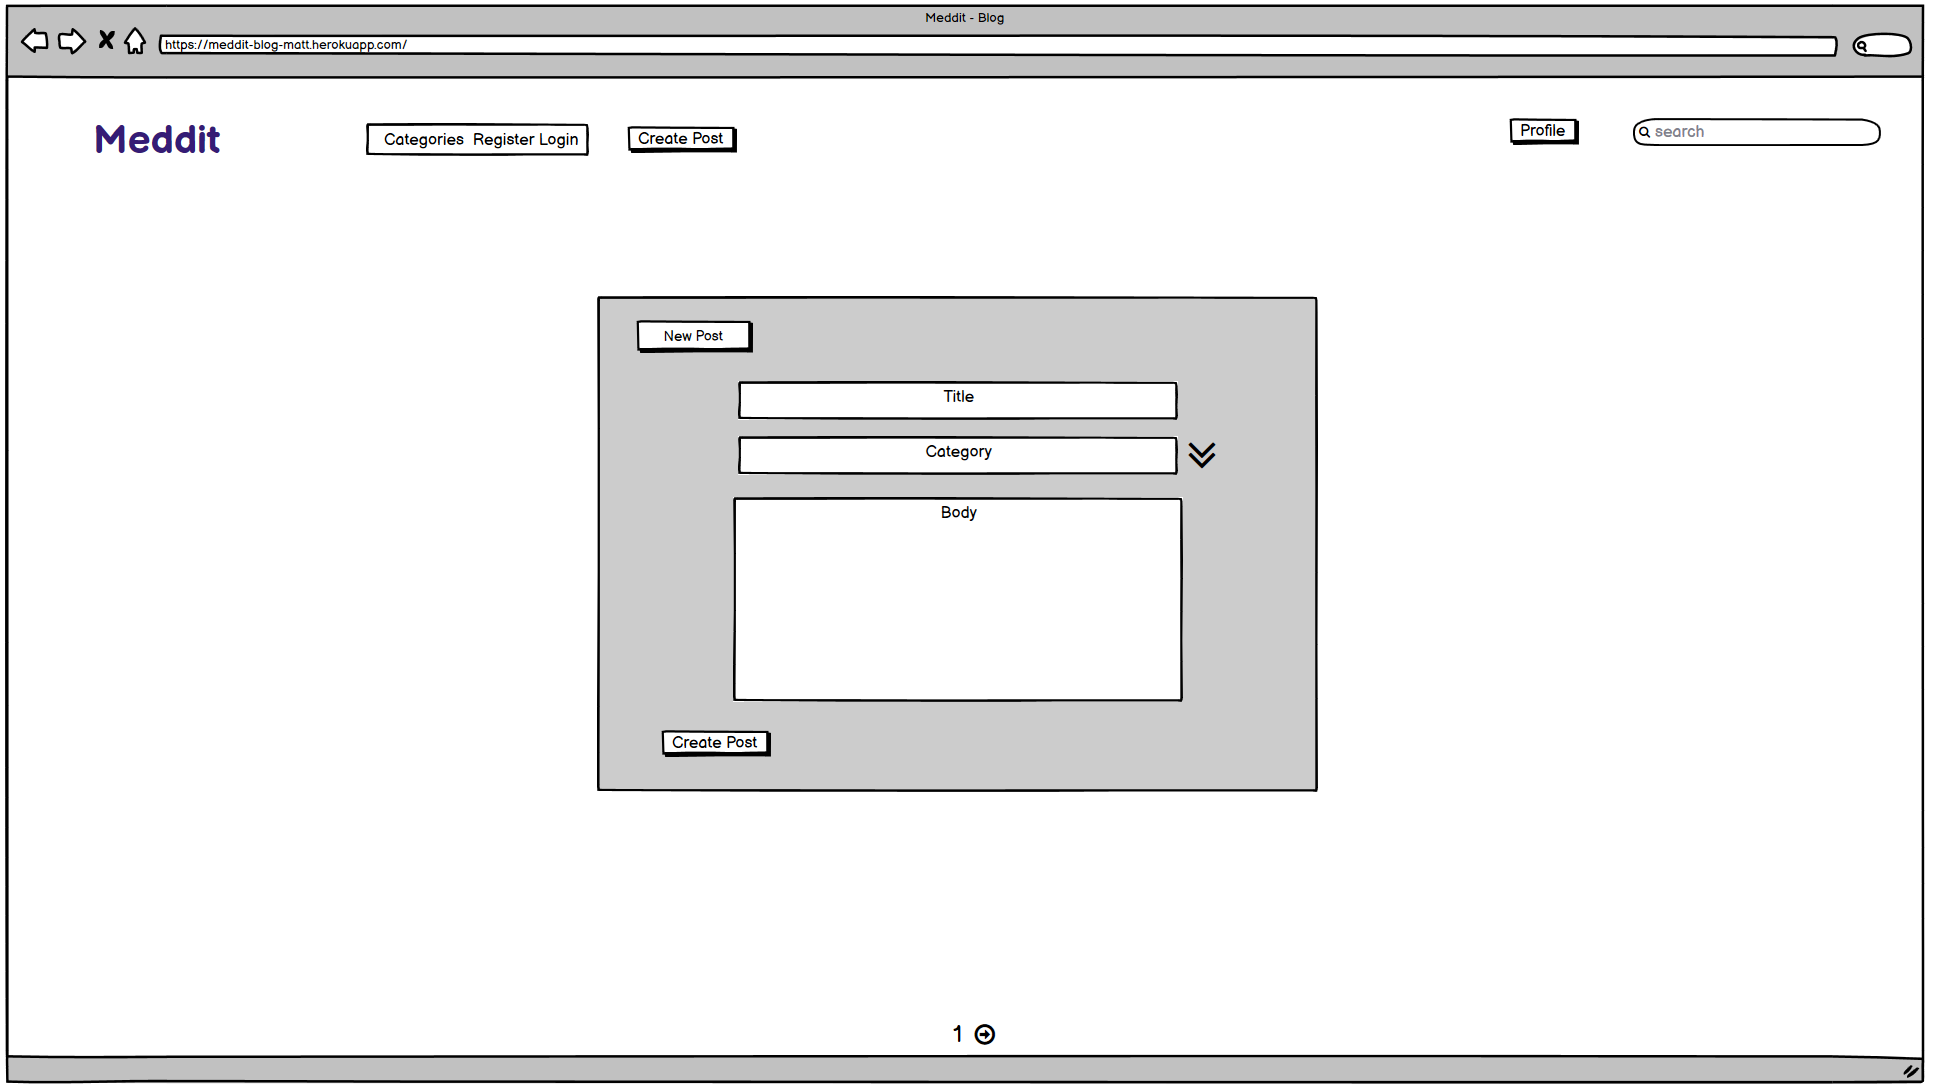 Meddit - Blog
https://meddit-blog-matt.herokuapp.com/
Meddit
Categories Register Login
Create Post
Profile
search
New Post
Title
Category
Body
Create Post
1